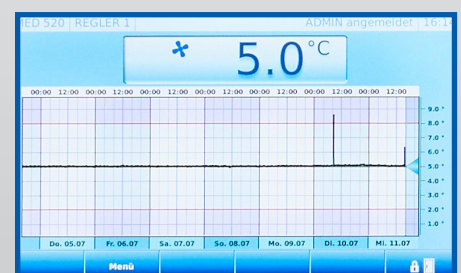 MED 520 | REGLER 1 | ADMIN angemeldet 16:1
5.0 °C
00:00 12:00 00:00 12:00 00:00 12:00 00:00 12:00 00:00 12:00 00:00 12:00 00:00 12:00
9.0 °
8.0 °
7.0 °
6.0 °
5.0 °
4.0 °
3.0 °
2.0 °
1.0 °
Do. 05.07 Fr. 06.07 Sa. 07.07 So. 08.07 Mo. 09.07 Di. 10.07 Mi. 11.07
Menü